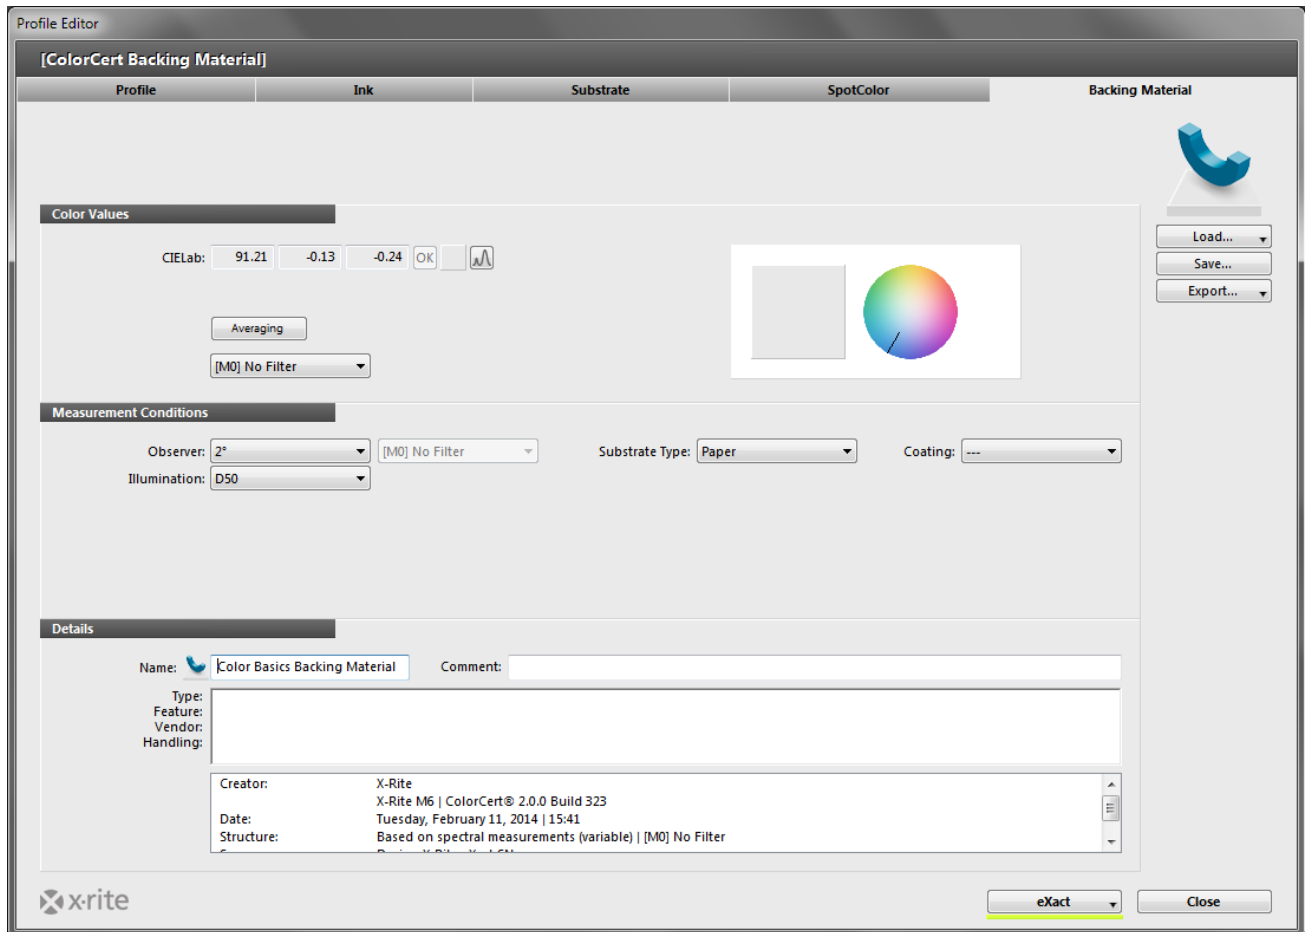 Profile Editor
[ColorCert Backing Material]
Profile Ink Substrate SpotColor Backing Material
Color Values
CIELab: 91.21 -0.13 -0.24 OK
Load...
Save...
Export...
Averaging
[M0] No Filter
Measurement Conditions
Observer: 2° [M0] No Filter Substrate Type: Paper Coating: ---
Illumination: D50
Details
Name: Color Basics Backing Material Comment:
Type:
Feature:
Vendor:
Handling:
Creator: X-Rite
X-Rite M6 | ColorCert® 2.0.0 Build 323
Date: Tuesday, February 11, 2014 | 15:41
Structure: Based on spectral measurements (variable) | [M0] No Filter
x·rite
eXact Close